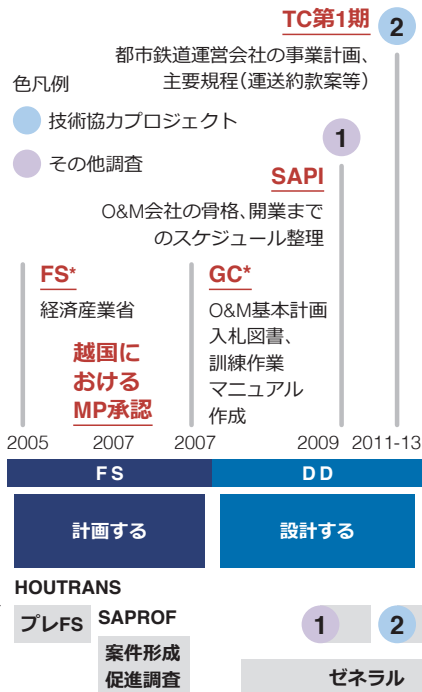 TC第1期
2
都市鉄道運営会社の事業計画、
主要規程（運送約款案等）
色凡例
技術協力プロジェクト
その他調査
1
SAPI
O&M会社の骨格、開業まで
のスケジュール整理
FS*
経済産業省
越国に
おける
MP承認
GC*
O&M基本計画
入札図書、
訓練作業
マニュアル
作成
2005 2007 2007 2009 2011-13
FS DD
計画する 設計する
HOUTRANS
プレFS SAPROF 1 2
案件形成
促進調査
ゼネラル